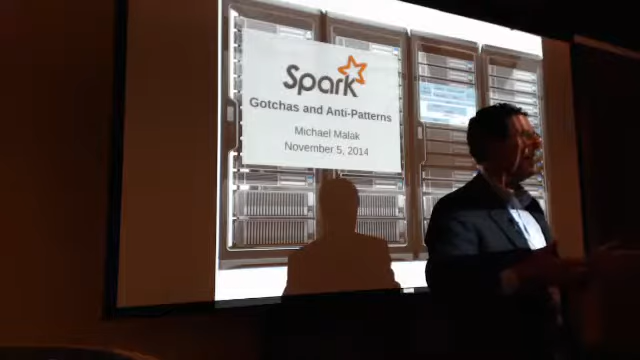 Spark
Gotchas and Anti-Patterns
Michael Malak
November 5, 2014